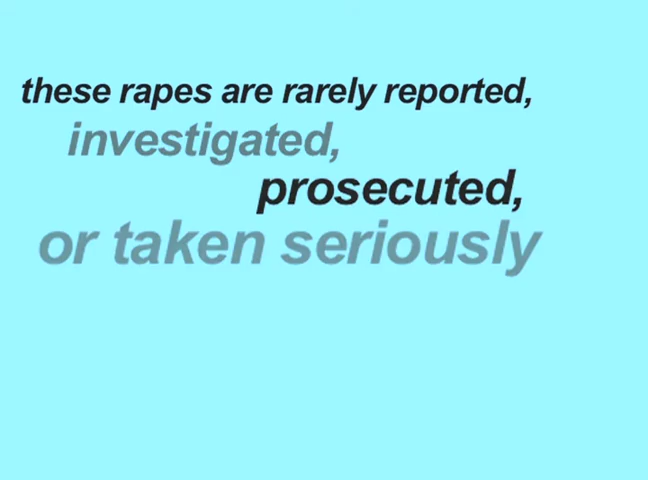 these rapes are rarely reported,
investigated,
prosecuted,
or taken seriously